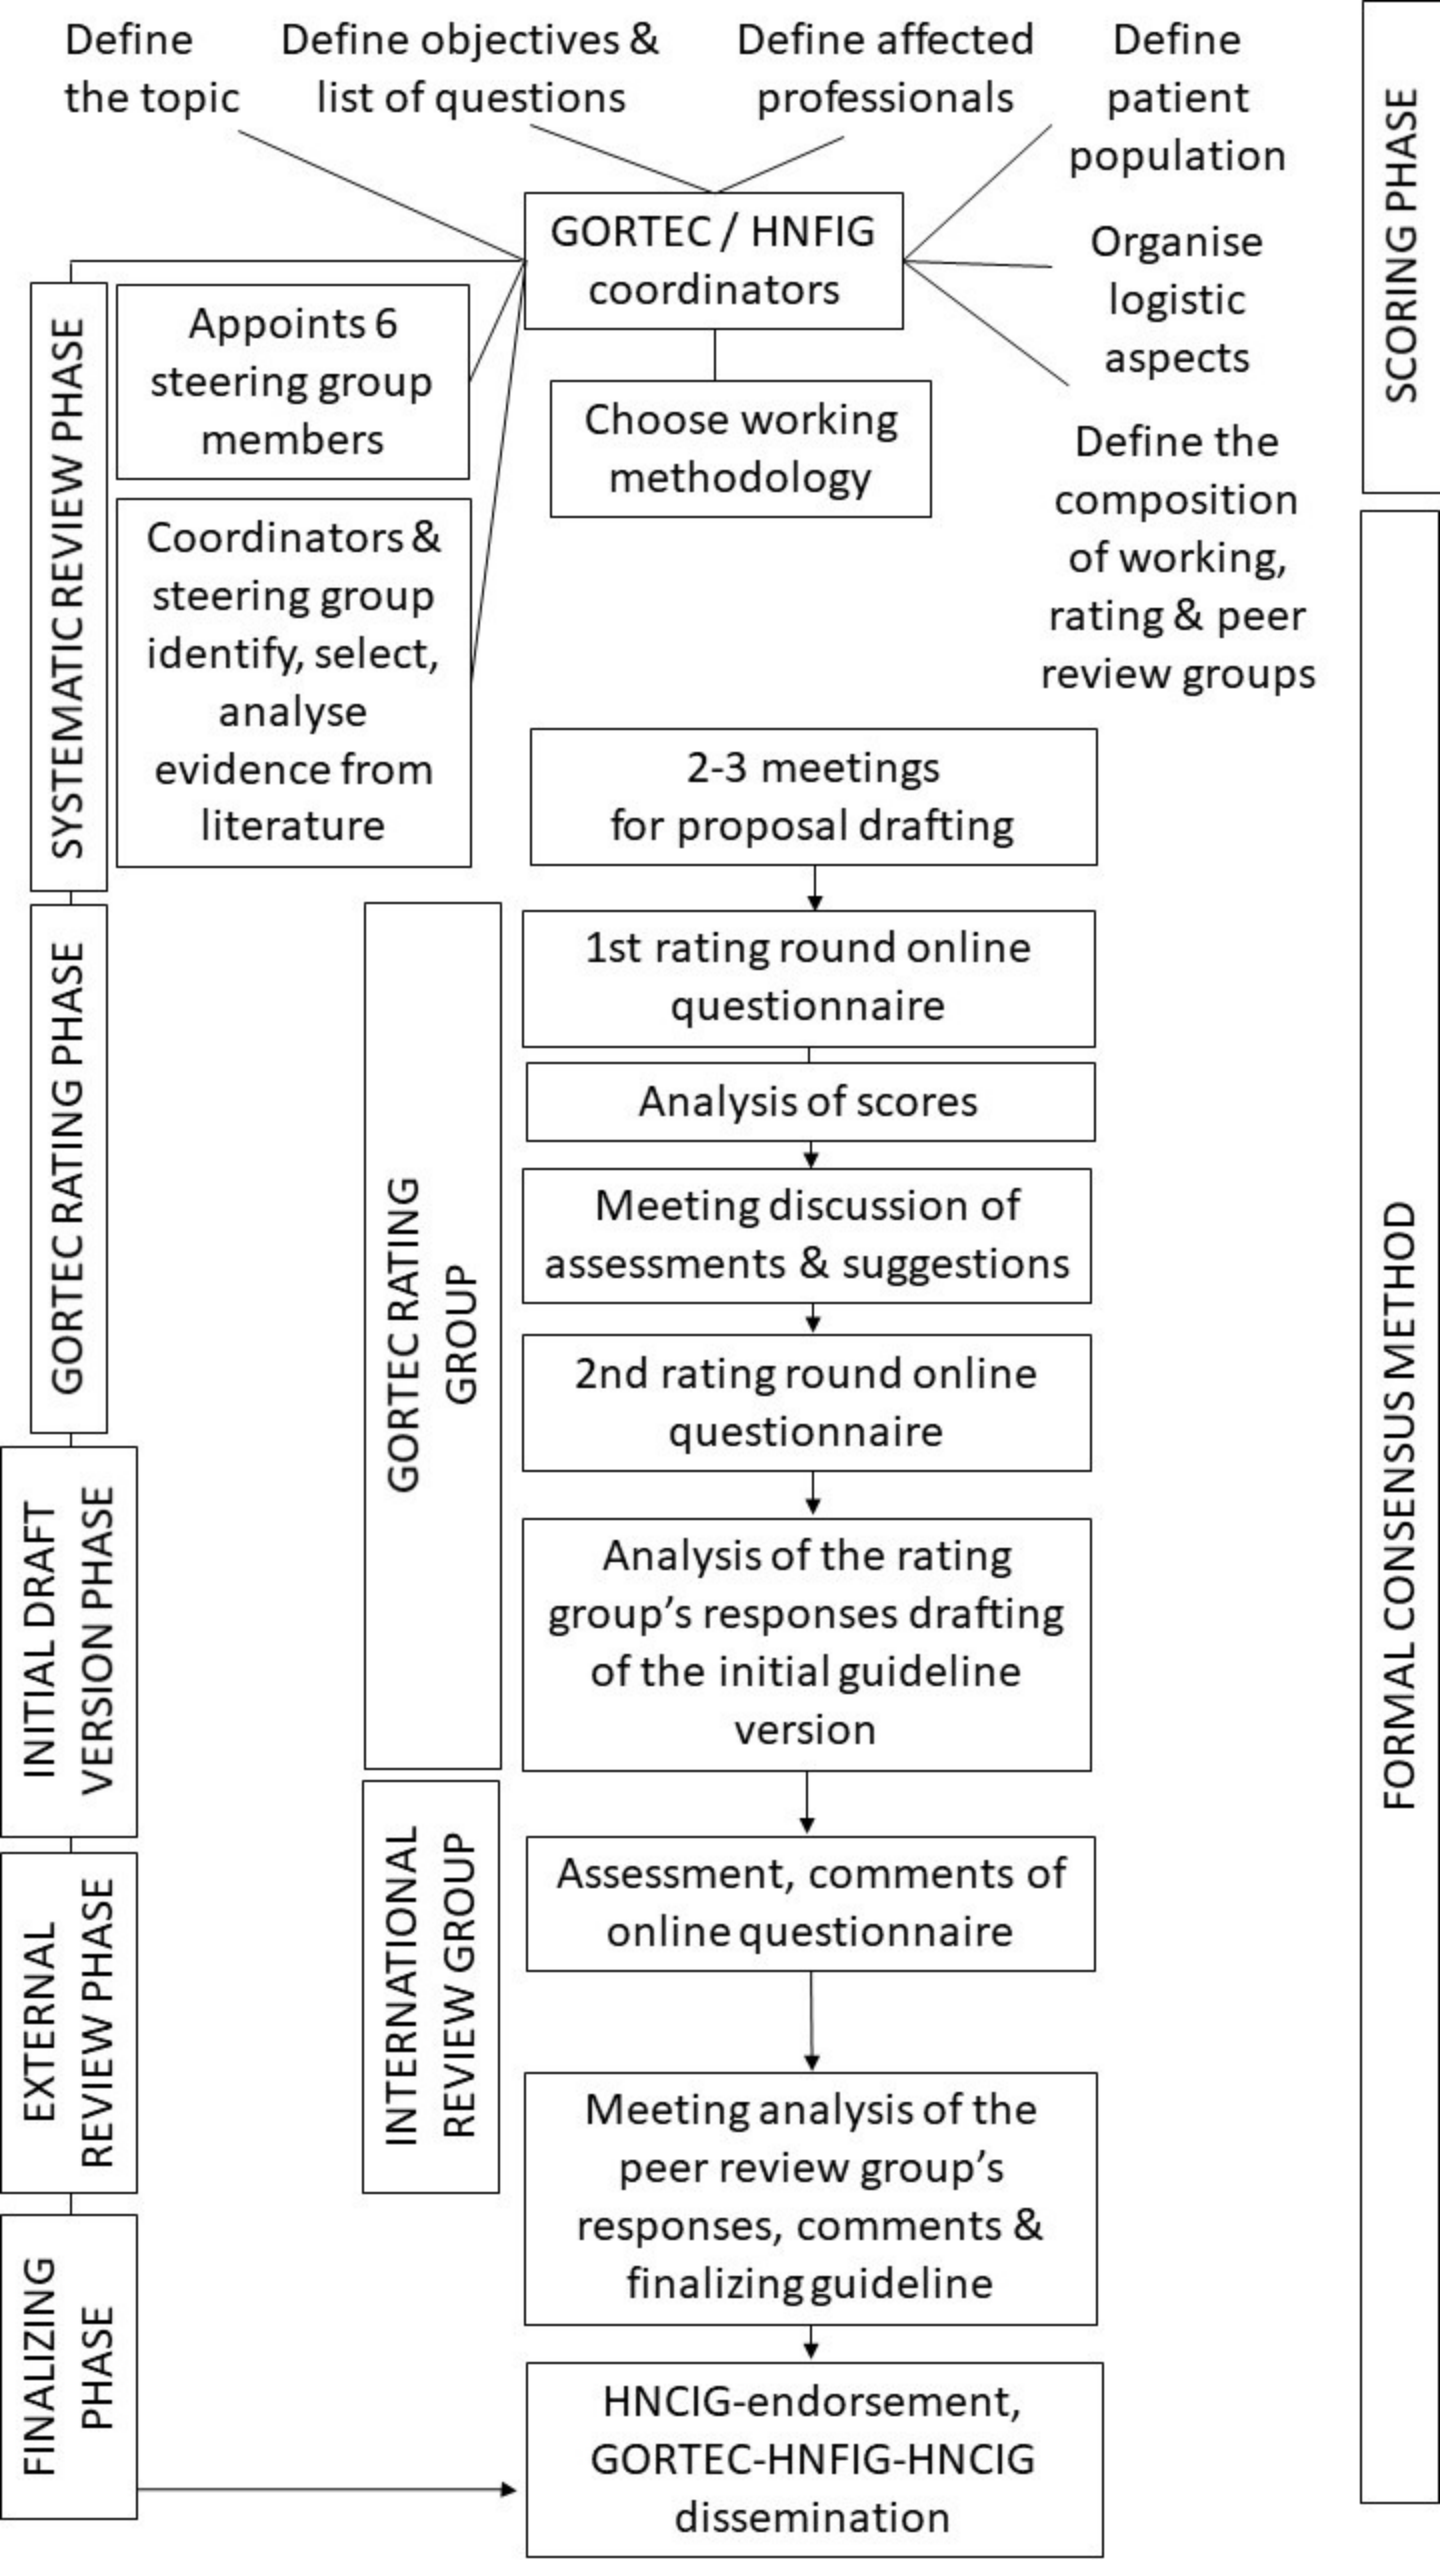 Define
the topic
Define objectives &
list of questions
Define affected
professionals
Define
patient
population
SCORING PHASE
GORTEC / HNFIG
coordinators
Organise
logistic
aspects
SYSTEMATIC REVIEW PHASE
Appoints 6
steering group
members
Choose working
methodology
Define the
composition
of working,
rating & peer
review groups
Coordinators &
steering group
identify, select,
analyse
evidence from
literature
FORMAL CONSENSUS METHOD
2-3 meetings
for proposal drafting
GORTEC RATING PHASE
GORTEC RATING
GROUP
1st rating round online
questionnaire
Analysis of scores
Meeting discussion of
assessments & suggestions
2nd rating round online
questionnaire
INITIAL DRAFT
VERSION PHASE
Analysis of the rating
group’s responses drafting
of the initial guideline
version
EXTERNAL
REVIEW PHASE
INTERNATIONAL
REVIEW GROUP
Assessment, comments of
online questionnaire
Meeting analysis of the
peer review group’s
responses, comments &
finalizing guideline
FINALIZING
PHASE
HNCIG-endorsement,
GORTEC-HNFIG-HNCIG
dissemination